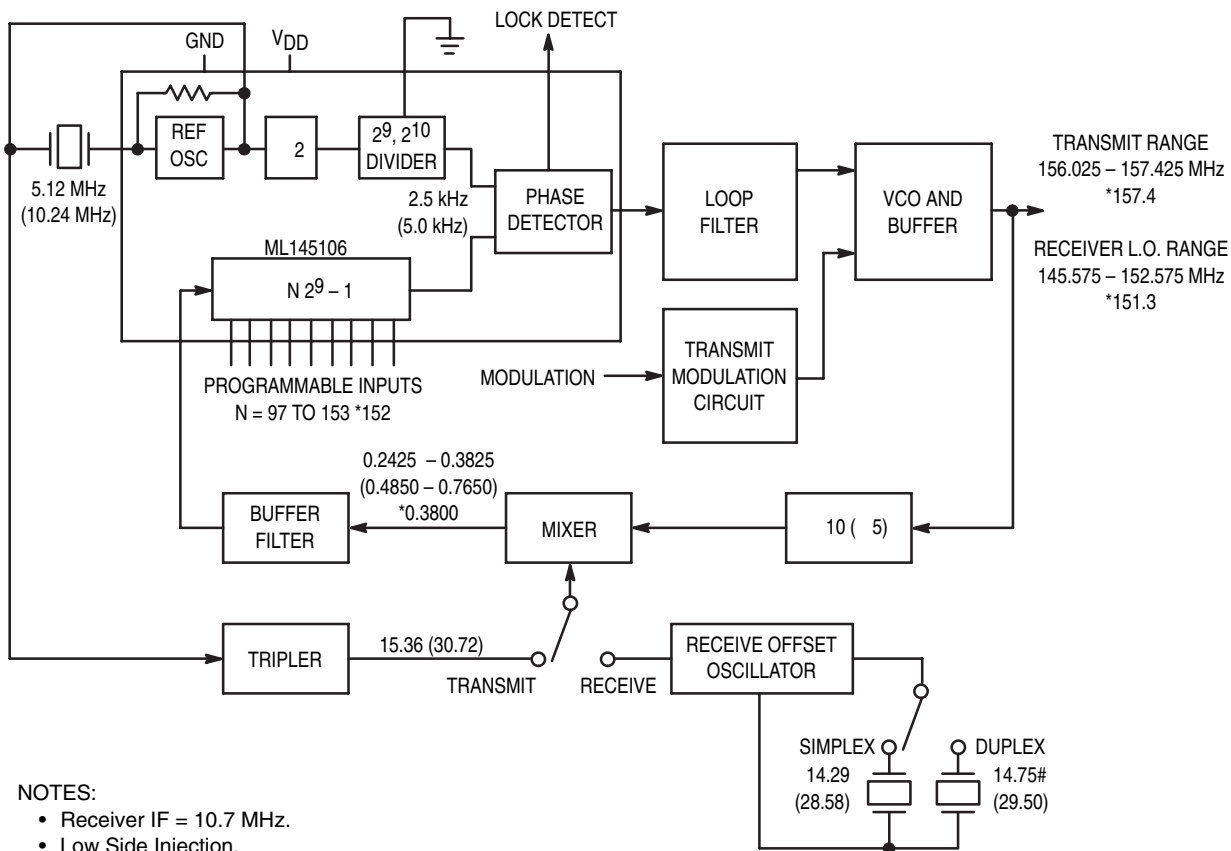 LOCK DETECT
GND
VDD
REF
OSC
2
2⁹, 2¹⁰
DIVIDER
5.12 MHz
(10.24 MHz)
2.5 kHz
(5.0 kHz)
PHASE
DETECTOR
LOOP
FILTER
VCO AND
BUFFER
TRANSMIT RANGE
156.025 – 157.425 MHz
*157.4
RECEIVER L.O. RANGE
145.575 – 152.575 MHz
*151.3
ML145106
N 2⁹ – 1
PROGRAMMABLE INPUTS
N = 97 TO 153 *152
MODULATION
TRANSMIT
MODULATION
CIRCUIT
0.2425 – 0.3825
(0.4850 – 0.7650)
*0.3800
BUFFER
FILTER
MIXER
10 ( 5)
TRIPLER
15.36 (30.72)
TRANSMIT
RECEIVE
RECEIVE OFFSET
OSCILLATOR
SIMPLEX
14.29
(28.58)
DUPLEX
14.75#
(29.50)
NOTES:
• Receiver IF = 10.7 MHz.
• Low Side Injection.